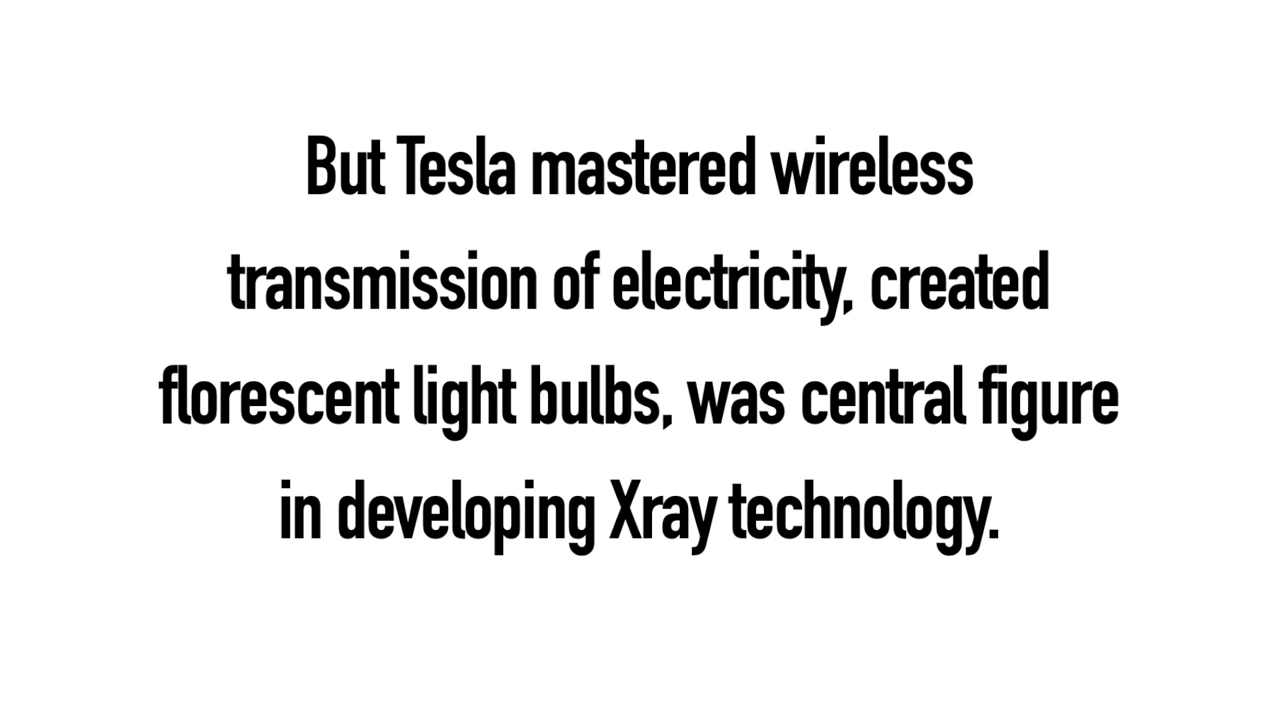 But Tesla mastered wireless
transmission of electricity, created
florescent light bulbs, was central figure
in developing Xray technology.